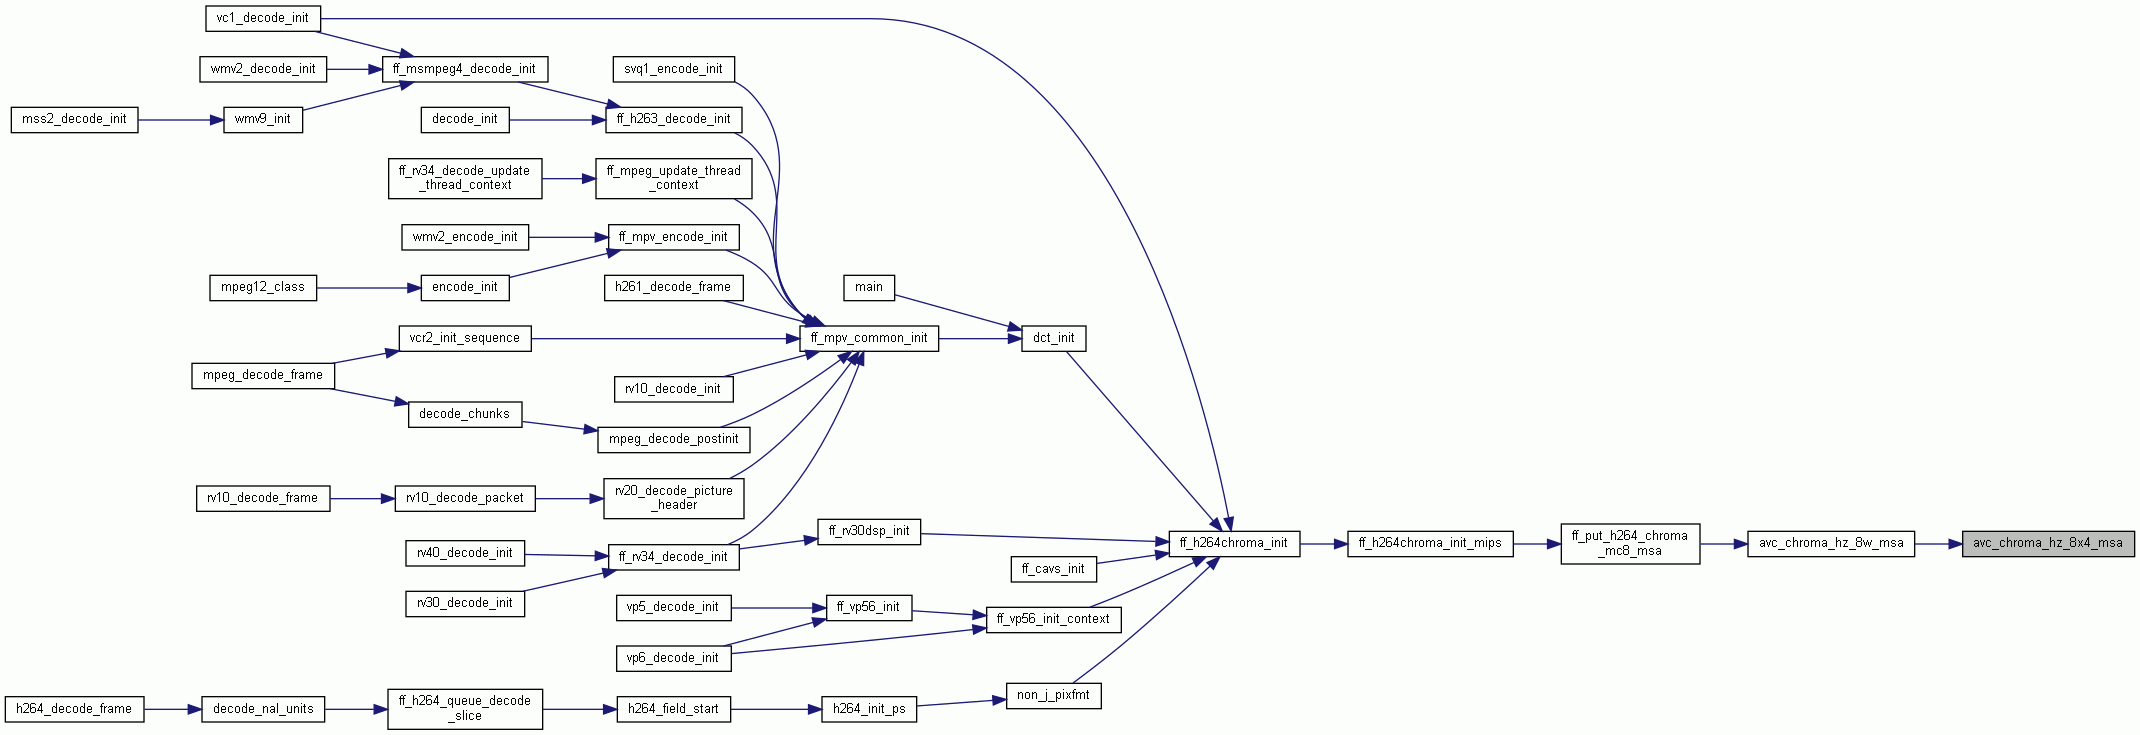 vc1_decode_init
wmv2_decode_init
ff_msmpeg4_decode_init
svq1_encode_init
mss2_decode_init
wmv9_init
decode_init
ff_h263_decode_init
ff_rv34_decode_update
_thread_context
ff_mpeg_update_thread
_context
wmv2_encode_init
ff_mpv_encode_init
mpeg12_class
encode_init
h261_decode_frame
main
vcr2_init_sequence
ff_mpv_common_init
dct_init
mpeg_decode_frame
rv10_decode_init
decode_chunks
mpeg_decode_postinit
rv10_decode_frame
rv10_decode_packet
rv20_decode_picture
_header
ff_rv30dsp_init
rv40_decode_init
ff_rv34_decode_init
ff_h264chroma_init
ff_h264chroma_init_mips
ff_put_h264_chroma
_mc8_msa
avc_chroma_hz_8w_msa
avc_chroma_hz_8x4_msa
ff_cavs_init
rv30_decode_init
vp5_decode_init
ff_vp56_init
ff_vp56_init_context
vp6_decode_init
non_j_pixfmt
h264_decode_frame
decode_nal_units
ff_h264_queue_decode
_slice
h264_field_start
h264_init_ps